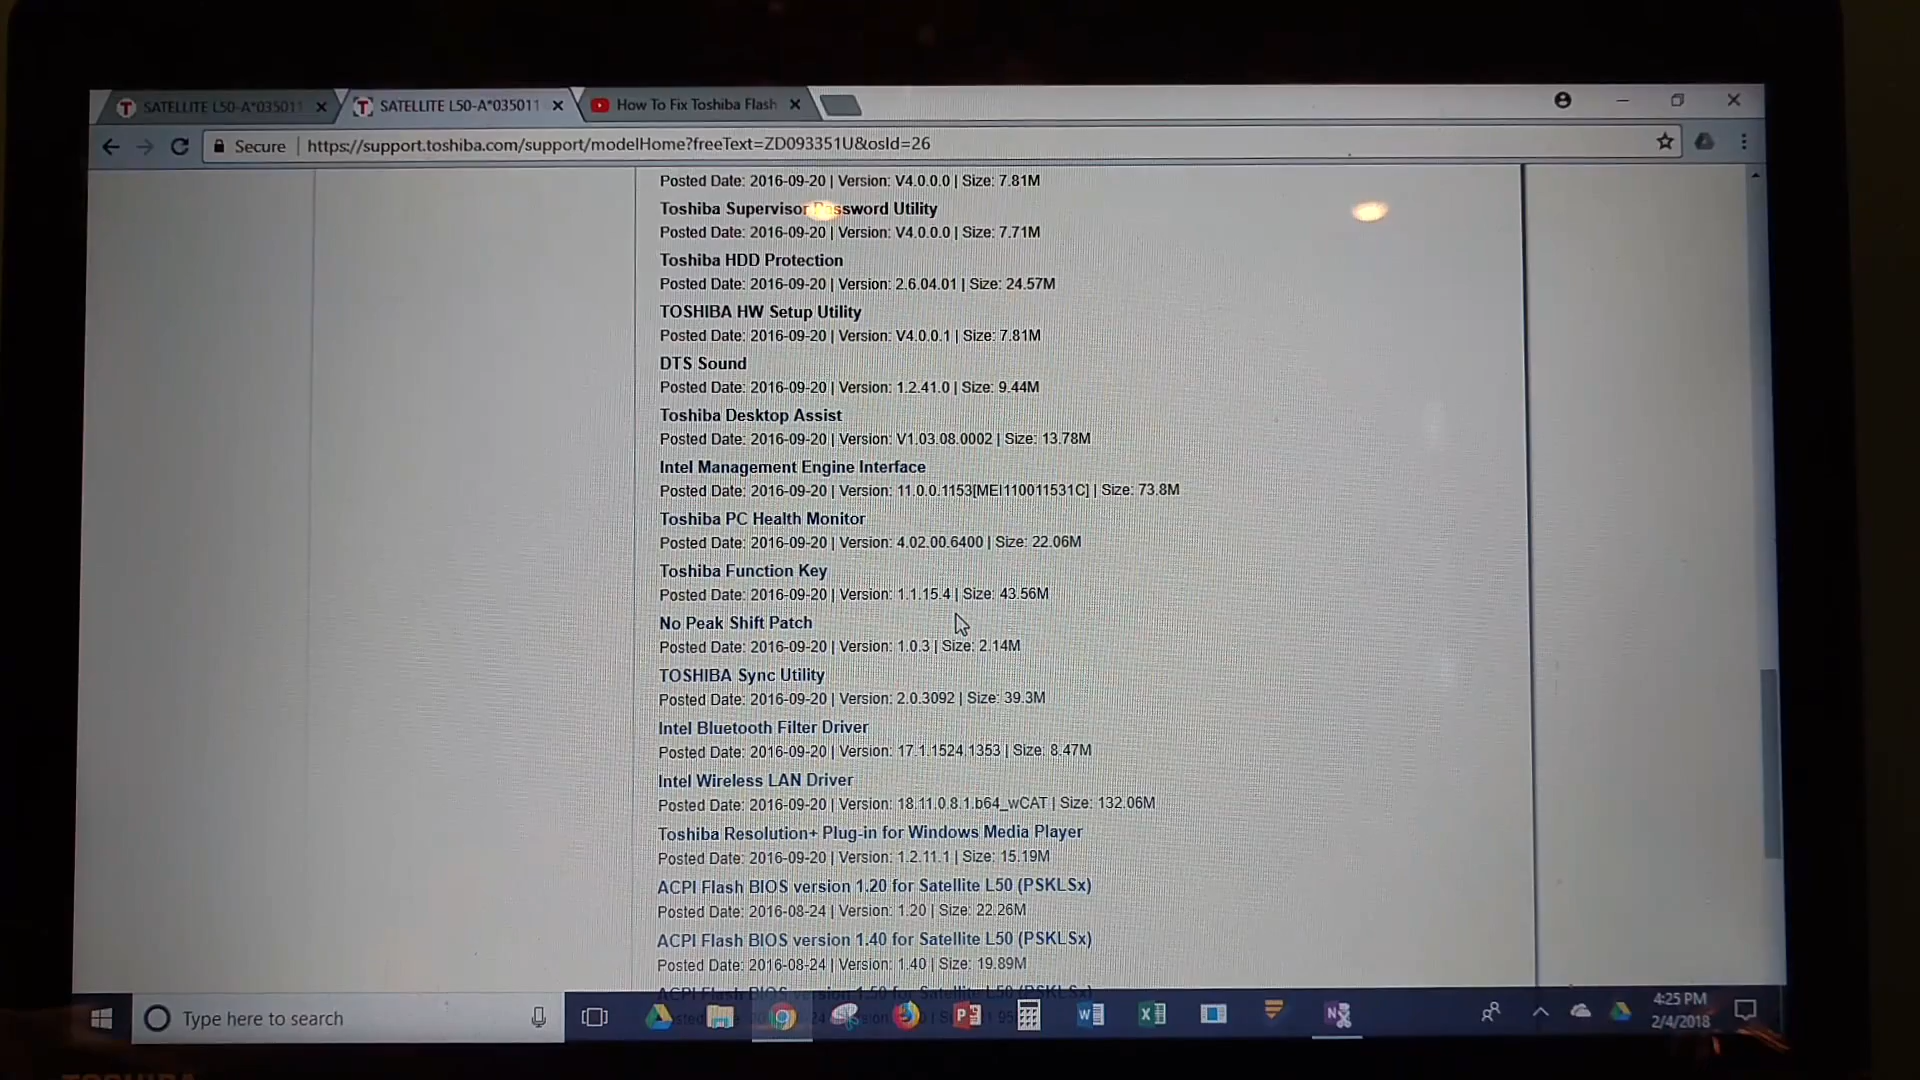 SATELLITE L50-A*035011
SATELLITE L50-A*035011
How To Fix Toshiba Flash
Secure
https://support.toshiba.com/support/modelHome?freeText=ZD093351U&osId=26
Posted Date: 2016-09-20 | Version: V4.0.0.0 | Size: 7.81M
Toshiba Supervisor Password Utility
Posted Date: 2016-09-20 | Version: V4.0.0.0 | Size: 7.71M
Toshiba HDD Protection
Posted Date: 2016-09-20 | Version: 2.6.04.01 | Size: 24.57M
TOSHIBA HW Setup Utility
Posted Date: 2016-09-20 | Version: V4.0.0.1 | Size: 7.81M
DTS Sound
Posted Date: 2016-09-20 | Version: 1.2.41.0 | Size: 9.44M
Toshiba Desktop Assist
Posted Date: 2016-09-20 | Version: V1.03.08.0002 | Size: 13.78M
Intel Management Engine Interface
Posted Date: 2016-09-20 | Version: 11.0.0.1153[MEI110011531C] | Size: 73.8M
Toshiba PC Health Monitor
Posted Date: 2016-09-20 | Version: 4.02.00.6400 | Size: 22.06M
Toshiba Function Key
Posted Date: 2016-09-20 | Version: 1.1.15.4 | Size: 43.56M
No Peak Shift Patch
Posted Date: 2016-09-20 | Version: 1.0.3 | Size: 2.14M
TOSHIBA Sync Utility
Posted Date: 2016-09-20 | Version: 2.0.3092 | Size: 39.3M
Intel Bluetooth Filter Driver
Posted Date: 2016-09-20 | Version: 17.1.1524.1353 | Size: 8.47M
Intel Wireless LAN Driver
Posted Date: 2016-09-20 | Version: 18.11.0.8.1.b64_wCAT | Size: 132.06M
Toshiba Resolution+ Plug-in for Windows Media Player
Posted Date: 2016-09-20 | Version: 1.2.11.1 | Size: 15.19M
ACPI Flash BIOS version 1.20 for Satellite L50 (PSKLSx)
Posted Date: 2016-08-24 | Version: 1.20 | Size: 22.26M
ACPI Flash BIOS version 1.40 for Satellite L50 (PSKLSx)
Posted Date: 2016-08-24 | Version: 1.40 | Size: 19.89M
ACPI Flash BIOS version 1.50 for Satellite L50 (PSKLSx)
Type here to search
4:25 PM
2/4/2018
TOSHIBA